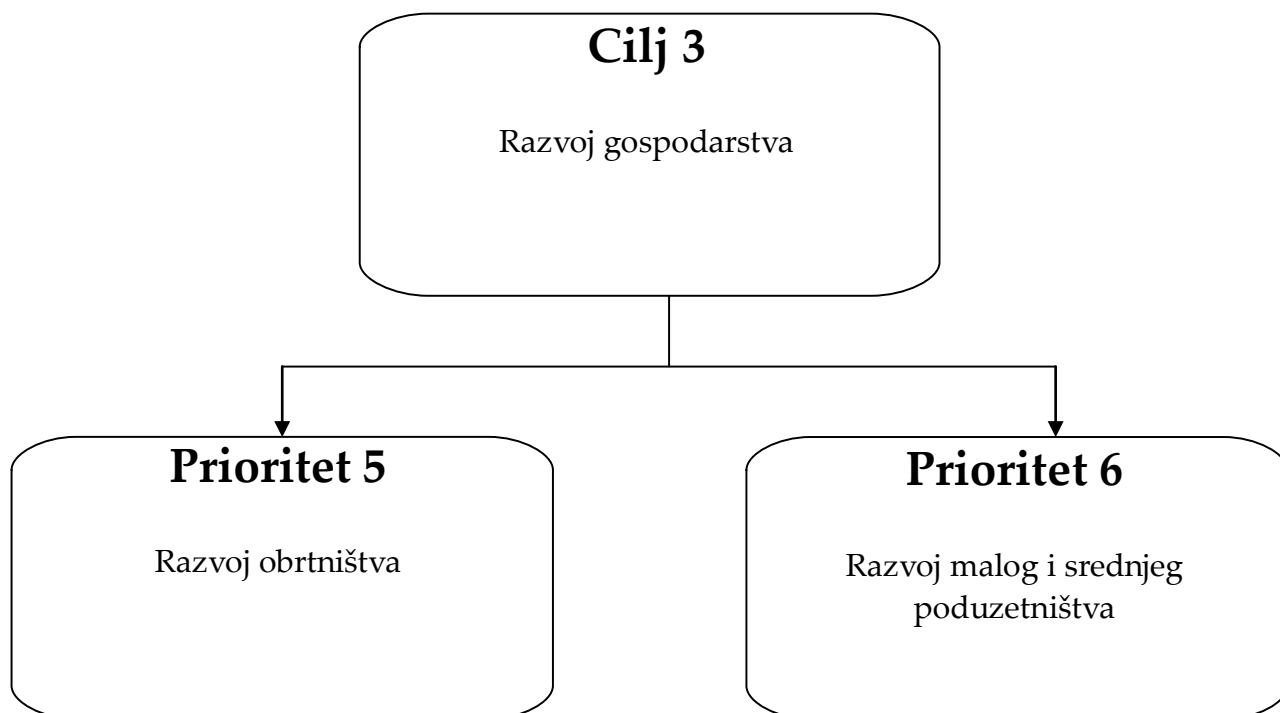 Cilj 3
Razvoj gospodarstva
Prioritet 5
Razvoj obrtništva
Prioritet 6
Razvoj malog i srednjeg
poduzetništva